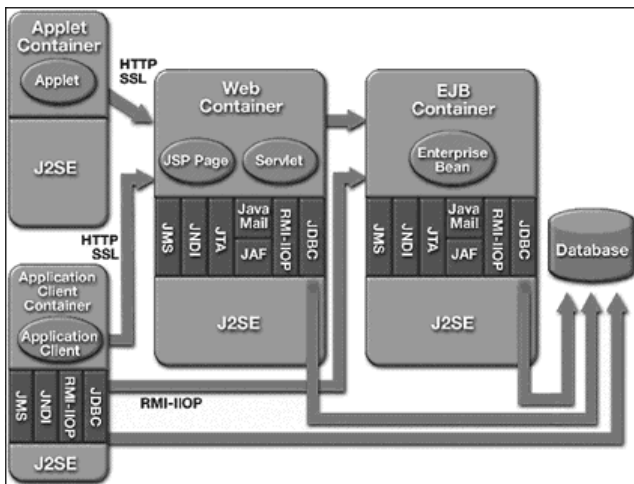 Applet
Container
Applet
J2SE
HTTP
SSL
Web
Container
JSP Page
Servlet
JMS
JNDI
JTA
Java
Mail
JAF
RMI-IIOP
JDBC
J2SE
EJB
Container
Enterprise
Bean
JMS
JNDI
JTA
Java
Mail
JAF
RMI-IIOP
JDBC
J2SE
Database
HTTP
SSL
Application
Client
Container
Application
Client
JMS
JNDI
RMI-IIOP
JDBC
J2SE
RMI-IIOP